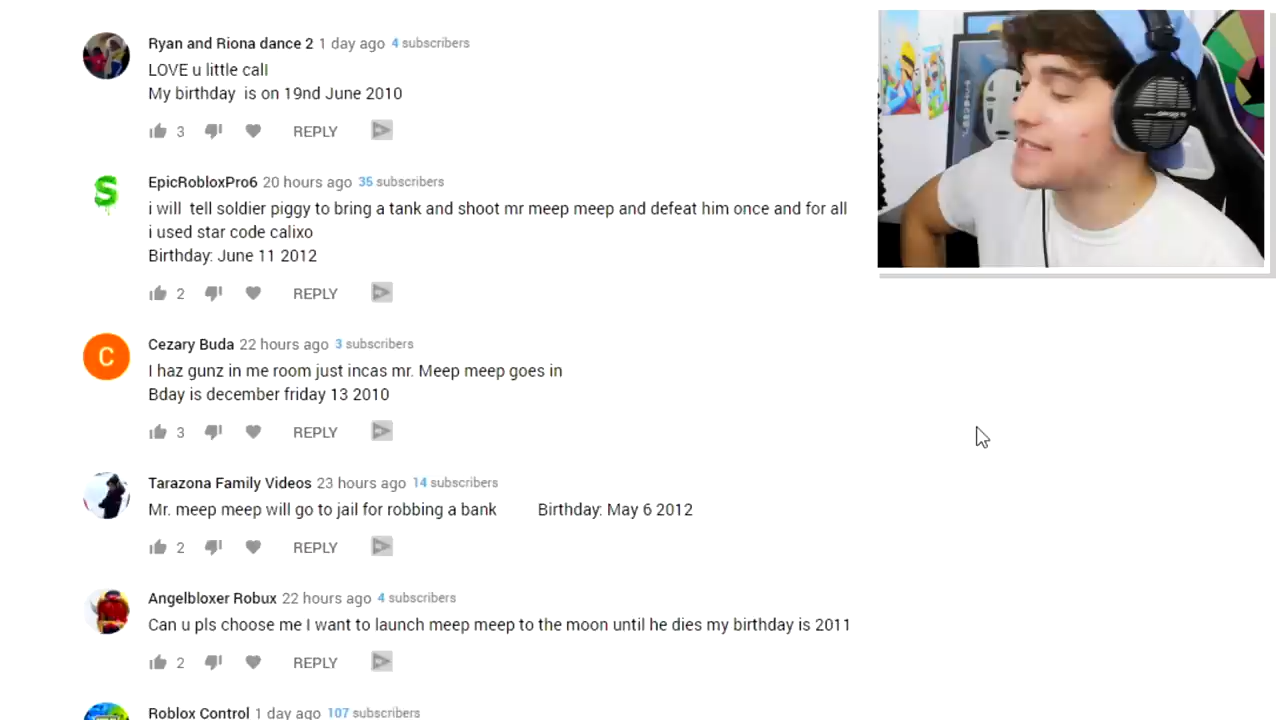 Ryan and Riona dance 2 1 day ago 4 subscribers
LOVE u little call
My birthday is on 19nd June 2010
3 REPLY
EpicRobloxPro6 20 hours ago 35 subscribers
i will tell soldier piggy to bring a tank and shoot mr meep meep and defeat him once and for all
i used star code calixo
Birthday: June 11 2012
2 REPLY
Cezary Buda 22 hours ago 3 subscribers
C
I haz gunz in me room just incas mr. Meep meep goes in
Bday is december friday 13 2010
3 REPLY
Tarazona Family Videos 23 hours ago 14 subscribers
Mr. meep meep will go to jail for robbing a bank Birthday: May 6 2012
2 REPLY
Angelbloxer Robux 22 hours ago 4 subscribers
Can u pls choose me I want to launch meep meep to the moon until he dies my birthday is 2011
2 REPLY
Roblox Control 1 day ago 107 subscribers